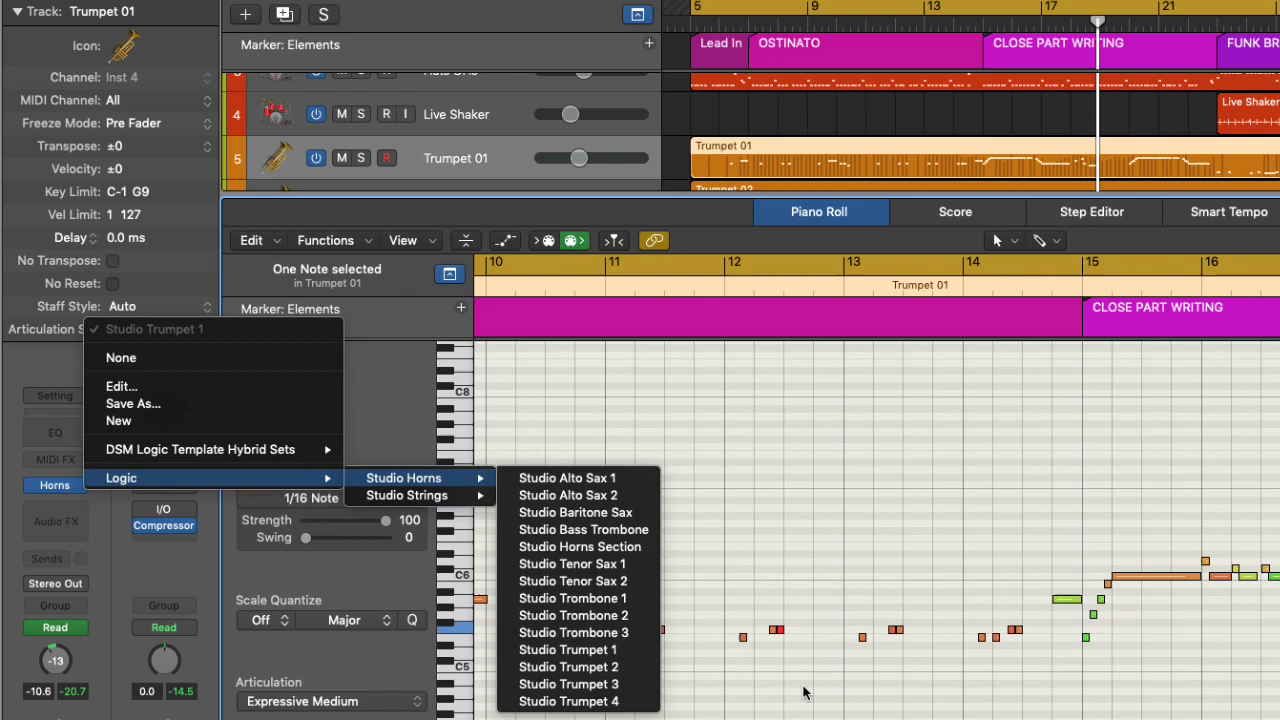 Track: Trumpet 01
Icon:
Channel: Inst 4
MIDI Channel: All
Freeze Mode: Pre Fader
Transpose: ±0
Velocity: ±0
Key Limit: C-1 G9
Vel Limit: 1 127
Delay 0.0 ms
No Transpose:
No Reset:
Staff Style: Auto
Articulation S
Studio Trumpet 1
None
Edit...
Save As...
New
DSM Logic Template Hybrid Sets
Logic
Studio Horns
Studio Strings
Studio Alto Sax 1
Studio Alto Sax 2
Studio Baritone Sax
Studio Bass Trombone
Studio Horns Section
Studio Tenor Sax 1
Studio Tenor Sax 2
Studio Trombone 1
Studio Trombone 2
Studio Trombone 3
Studio Trumpet 1
Studio Trumpet 2
Studio Trumpet 3
Studio Trumpet 4
Setting
EQ
MIDI FX
Horns
I/O
Audio FX
Compressor
Sends
Stereo Out
Group Group
Read Read
-13
-10.6 -20.7 0.0 -14.5
S
5 9 13 17 21
Marker: Elements
Lead In OSTINATO CLOSE PART WRITING FUNK BR
4 M S R I Live Shaker
Live Shaker
5 M S R Trumpet 01
Trumpet 01
Trumpet 02
Piano Roll Score Step Editor Smart Tempo
Edit Functions View
One Note selected
in Trumpet 01
10 11 12 13 14 15 16
Trumpet 01
Marker: Elements
CLOSE PART WRITING
C8
C6
C5
1/16 Note
Strength 100
Swing 0
Scale Quantize
Off Major Q
Articulation
Expressive Medium